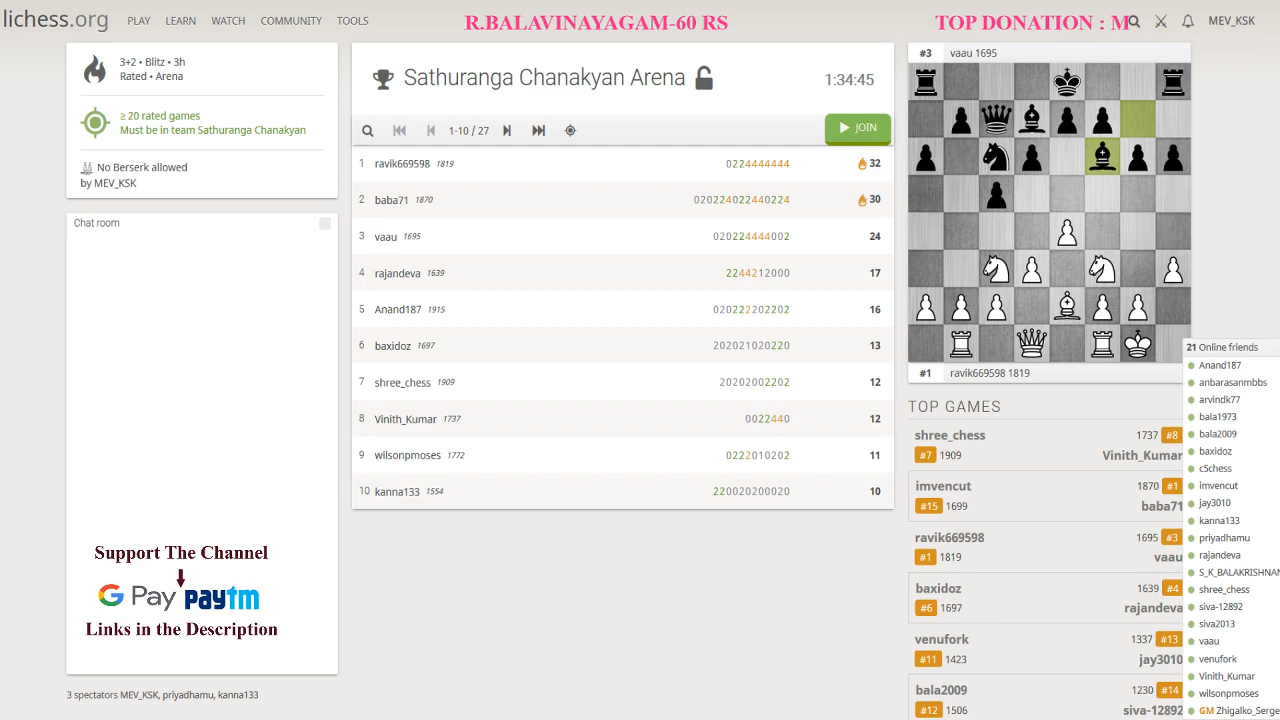 lichess.org PLAY LEARN WATCH COMMUNITY TOOLS R.BALAVINAYAGAM-60 RS TOP DONATION : M MEV_KSK
3+2 • Blitz • 3h
Rated • Arena
≥ 20 rated games
Must be in team Sathuranga Chanakyan
No Berserk allowed
by MEV_KSK
Chat room
Support The Channel
G Pay paytm
Links in the Description
3 spectators MEV_KSK, priyadhamu, kanna133
Sathuranga Chanakyan Arena 1:34:45
1-10 / 27 JOIN
1 ravik669598 1819 0224444444 32
2 baba71 1870 020224022440224 30
3 vaau 1695 020224444002 24
4 rajandeva 1639 2244212000 17
5 Anand187 1915 020222202202 16
6 baxidoz 1697 202021020220 13
7 shree_chess 1909 20202002202 12
8 Vinith_Kumar 1737 0022440 12
9 wilsonpmoses 1772 0222010202 11
10 kanna133 1554 220020200020 10
#3 vaau 1695
#1 ravik669598 1819
TOP GAMES
shree_chess 1737 #8
#7 1909 Vinith_Kumar
imvencut 1870 #1
#15 1699 baba71
ravik669598 1695 #3
#1 1819 vaau
baxidoz 1639 #4
#6 1697 rajandeva
venufork 1337 #13
#11 1423 jay3010
bala2009 1230 #14
#12 1506 siva-12892
21 Online friends
Anand187
anbarasanmbbs
arvindk77
bala1973
bala2009
baxidoz
c5chess
imvencut
jay3010
kanna133
priyadhamu
rajandeva
S_K_BALAKRISHNAN
shree_chess
siva-12892
siva2013
vaau
venufork
Vinith_Kumar
wilsonpmoses
GM Zhigalko_Serge